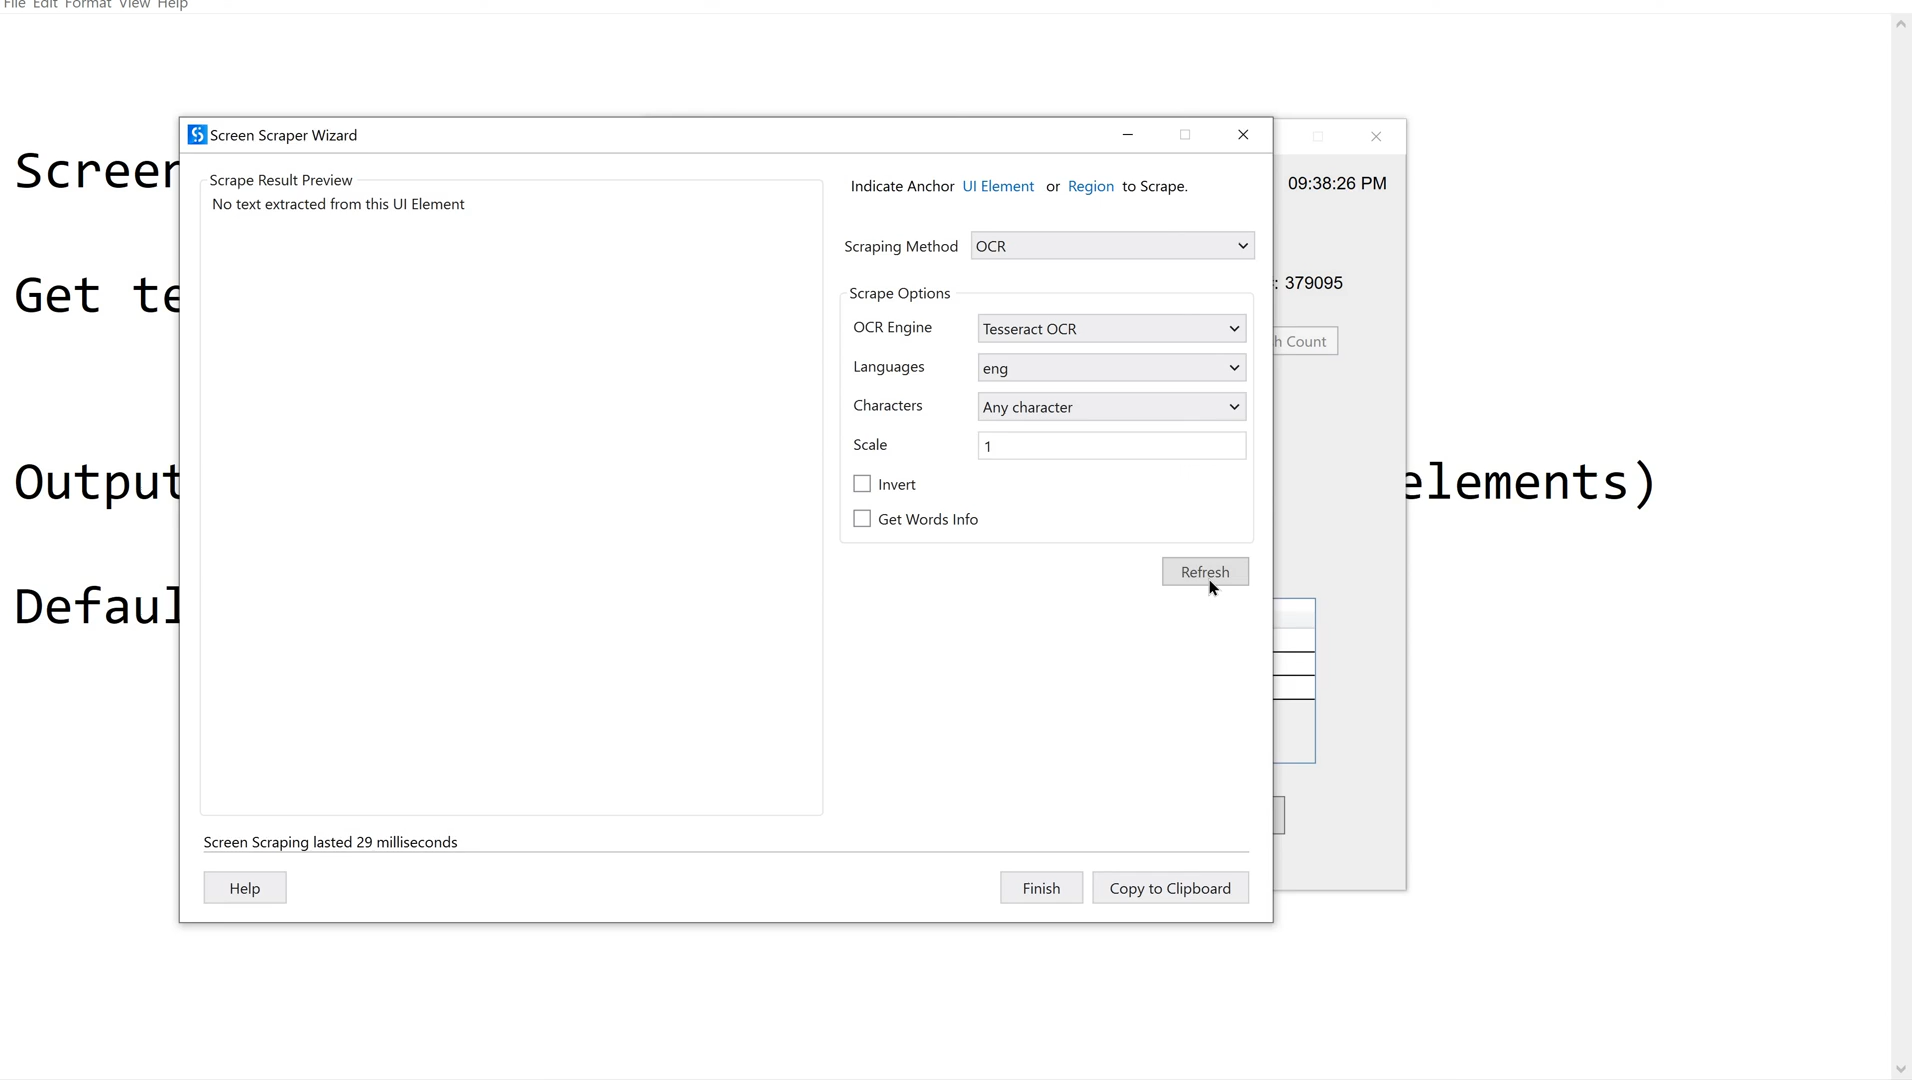 File Edit Format View Help
Screen Scraper Wizard
Scrape Result Preview
No text extracted from this UI Element
Indicate Anchor UI Element or Region to Scrape.
09:38:26 PM
Screen
Scraping Method OCR
: 379095
Get te
Scrape Options
OCR Engine Tesseract OCR
h Count
Languages eng
Characters Any character
Scale 1
Output
elements)
Invert
Get Words Info
Refresh
Defaul
Screen Scraping lasted 29 milliseconds
Help Finish Copy to Clipboard